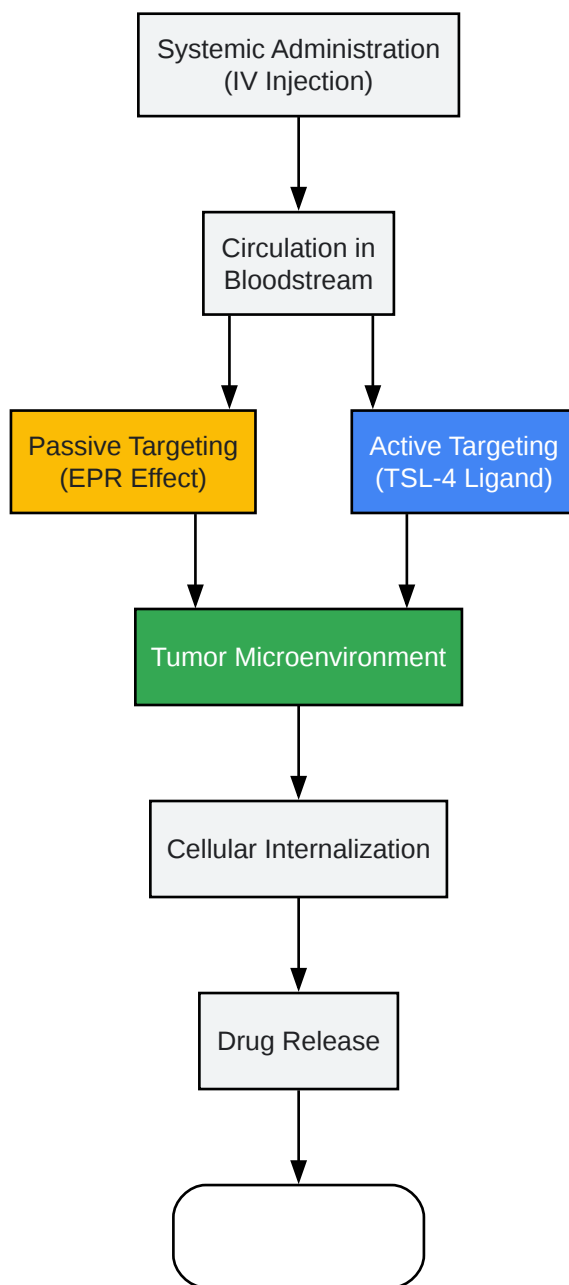 Systemic Administration
(IV Injection)
Circulation in
Bloodstream
Passive Targeting
(EPR Effect)
Active Targeting
(TSL-4 Ligand)
Tumor Microenvironment
Cellular Internalization
Drug Release